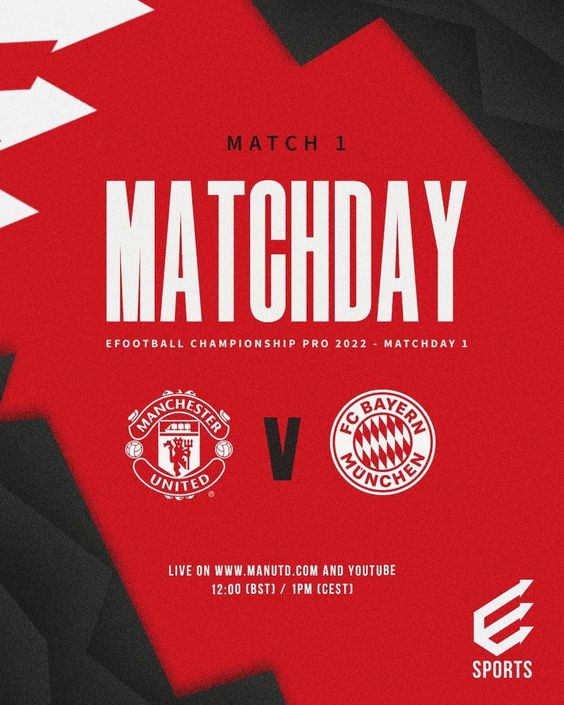 MATCH 1
MATCHDAY
EFOOTBALL CHAMPIONSHIP PRO 2022 - MATCHDAY 1
MANCHESTER
UNITED
®
V
FC BAYERN
MÜNCHEN
LIVE ON WWW.MANUTD.COM AND YOUTUBE
12:00 (BST) / 1PM (CEST)
E
SPORTS